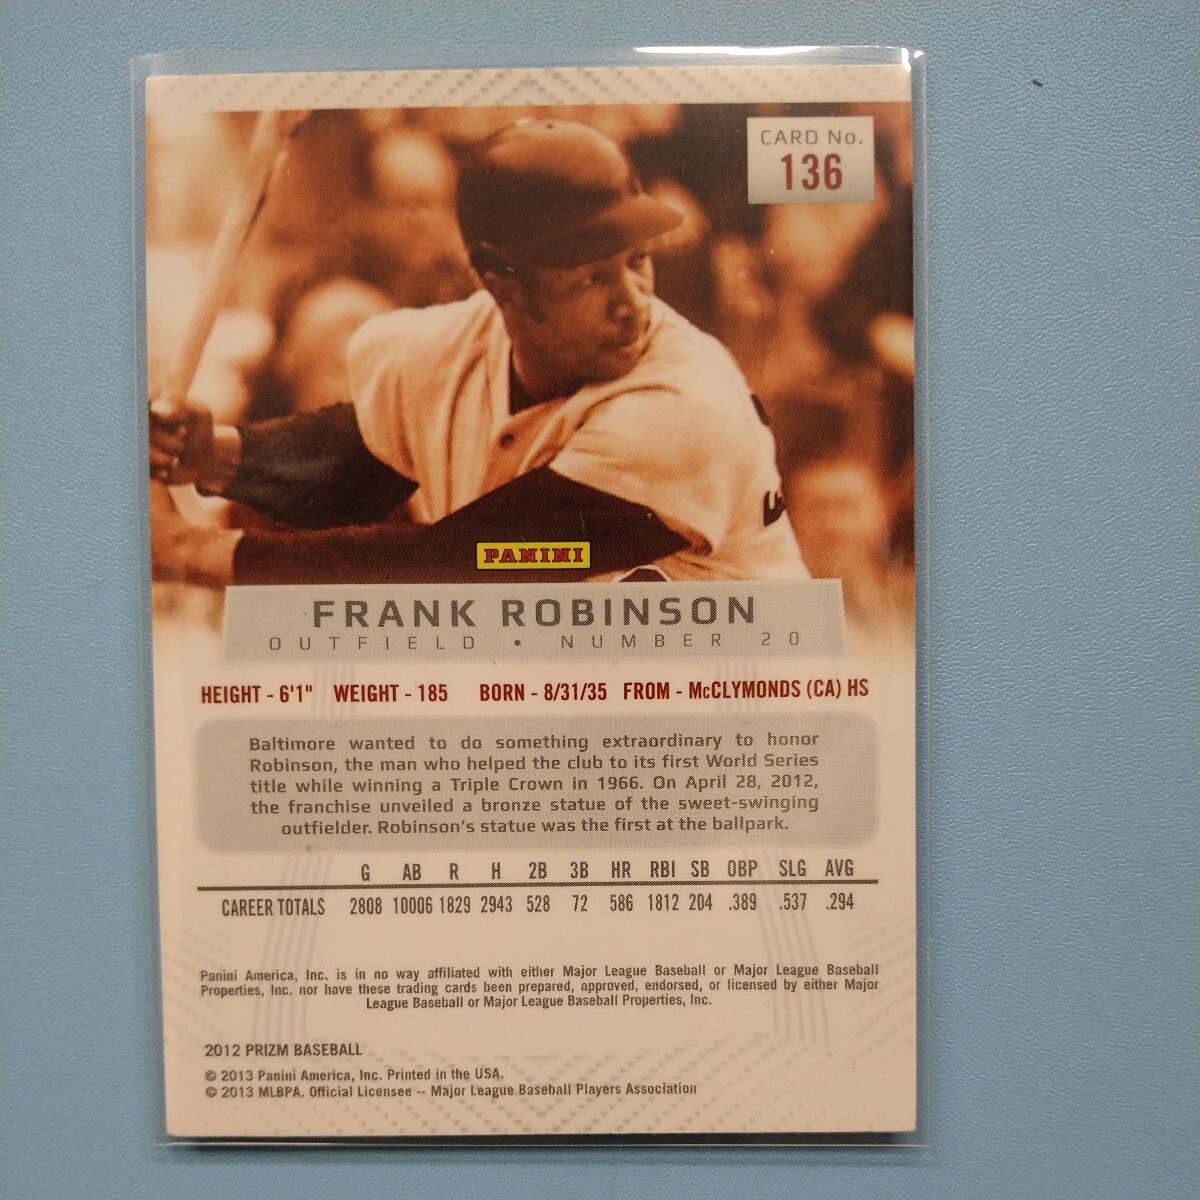 CARD No.
136
PANINI
FRANK ROBINSON
OUTFIELD • NUMBER 20
HEIGHT - 6'1" WEIGHT - 185 BORN - 8/31/35 FROM - McCLYMONDS (CA) HS
Baltimore wanted to do something extraordinary to honor
Robinson, the man who helped the club to its first World Series
title while winning a Triple Crown in 1966. On April 28, 2012,
the franchise unveiled a bronze statue of the sweet-swinging
outfielder. Robinson's statue was the first at the ballpark.
G AB R H 2B 3B HR RBI SB OBP SLG AVG
CAREER TOTALS 2808 10006 1829 2943 528 72 586 1812 204 .389 .537 .294
Panini America, Inc. is in no way affiliated with either Major League Baseball or Major League Baseball
Properties, Inc. nor have these trading cards been prepared, approved, endorsed, or licensed by either Major
League Baseball or Major League Baseball Properties, Inc.
2012 PRIZM BASEBALL
© 2013 Panini America, Inc. Printed in the USA.
© 2013 MLBPA. Official Licensee -- Major League Baseball Players Association